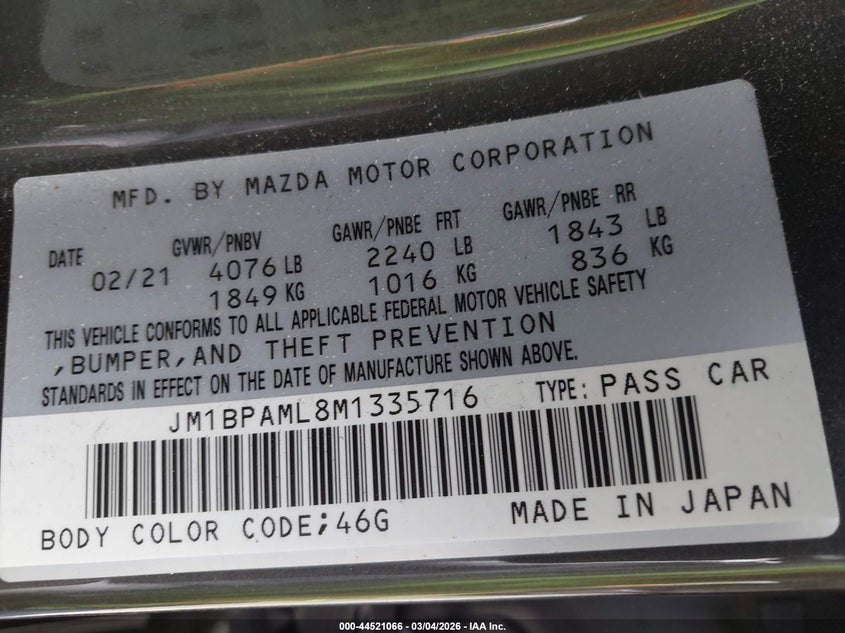 MFD. BY MAZDA MOTOR CORPORATION
DATE GVWR/PNBV GAWR/PNBE FRT GAWR/PNBE RR
02/21 4076 LB 2240 LB 1843 LB
1849 KG 1016 KG 836 KG
THIS VEHICLE CONFORMS TO ALL APPLICABLE FEDERAL MOTOR VEHICLE SAFETY
,BUMPER,AND THEFT PREVENTION
STANDARDS IN EFFECT ON THE DATE OF MANUFACTURE SHOWN ABOVE.
JM1BPAML8M1335716 TYPE: PASS CAR
BODY COLOR CODE;46G MADE IN JAPAN
000-44521066 - 03/04/2026 - IAA Inc.